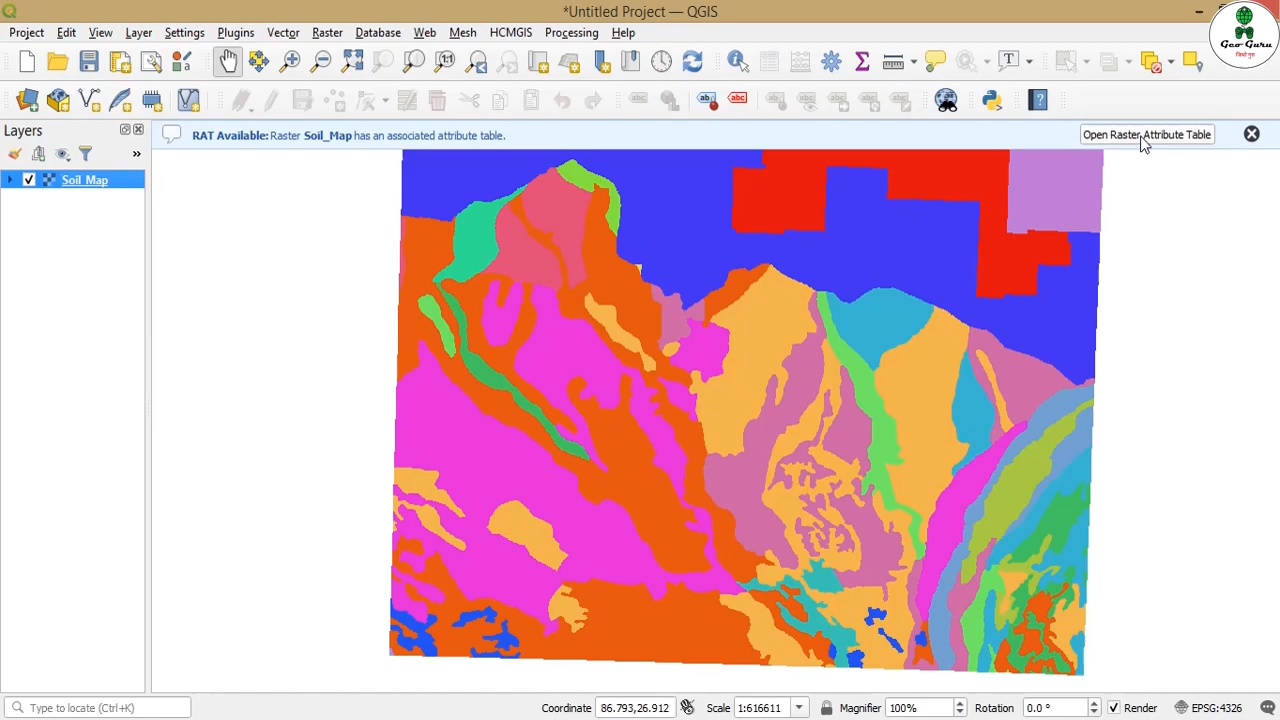 *Untitled Project — QGIS
Project Edit View Layer Settings Plugins Vector Raster Database Web Mesh HCMGIS Processing Help
Geo Guru
Layers
RAT Available: Raster Soil_Map has an associated attribute table.
Open Raster Attribute Table
Soil_Map
Type to locate (Ctrl+K)
Coordinate 86.793,26.912 Scale 1:616611 Magnifier 100% Rotation 0.0 ° Render EPSG:4326